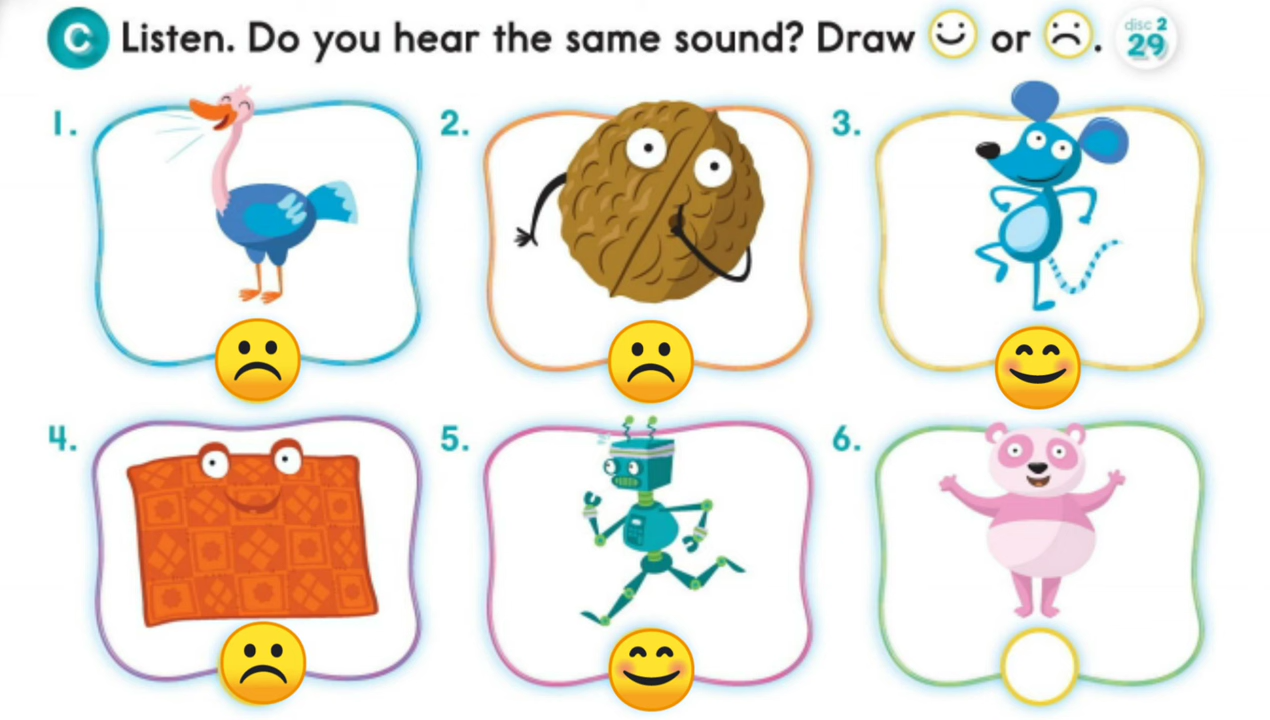 C Listen. Do you hear the same sound? Draw or . disc 2 29
1. 2. 3.
4. 5. 6.